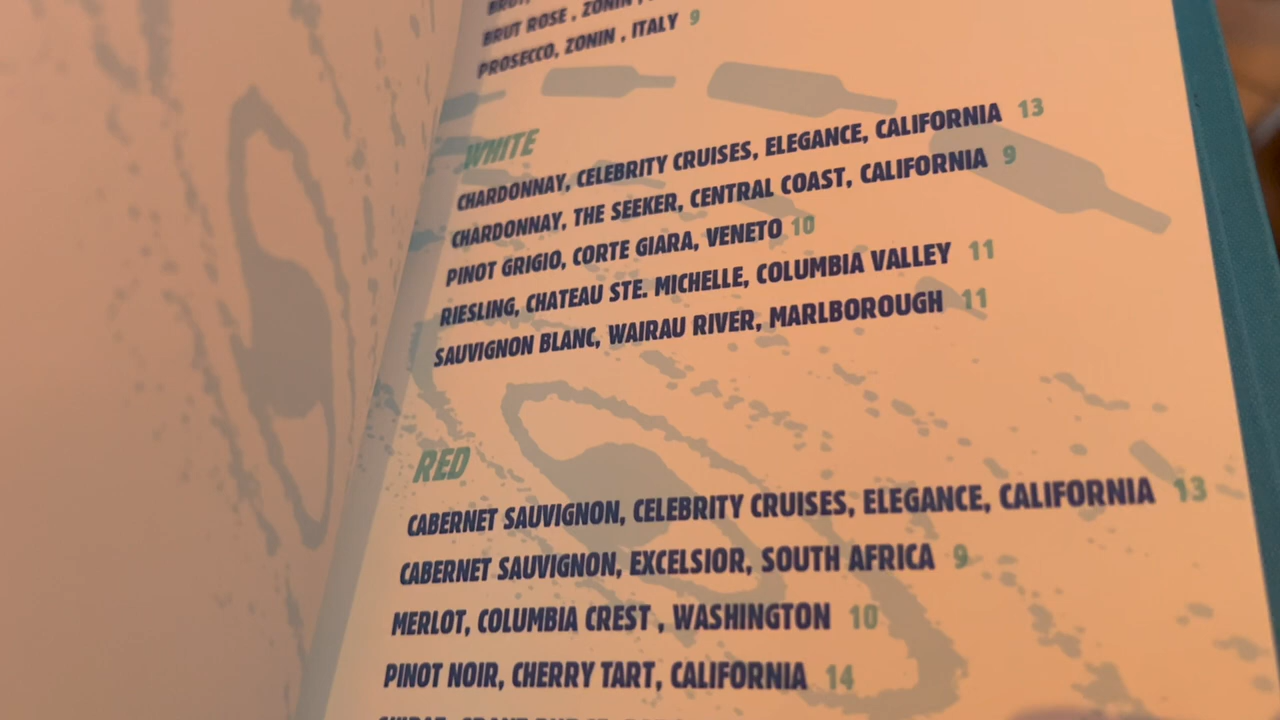 BRUT ROSE , ZONIN ,
PROSECCO, ZONIN , ITALY 9
WHITE
CHARDONNAY, CELEBRITY CRUISES, ELEGANCE, CALIFORNIA 13
CHARDONNAY, THE SEEKER, CENTRAL COAST, CALIFORNIA 9
PINOT GRIGIO, CORTE GIARA, VENETO 10
RIESLING, CHATEAU STE. MICHELLE, COLUMBIA VALLEY 11
SAUVIGNON BLANC, WAIRAU RIVER, MARLBOROUGH 11
RED
CABERNET SAUVIGNON, CELEBRITY CRUISES, ELEGANCE, CALIFORNIA 13
CABERNET SAUVIGNON, EXCELSIOR, SOUTH AFRICA 9
MERLOT, COLUMBIA CREST , WASHINGTON 10
PINOT NOIR, CHERRY TART, CALIFORNIA 14